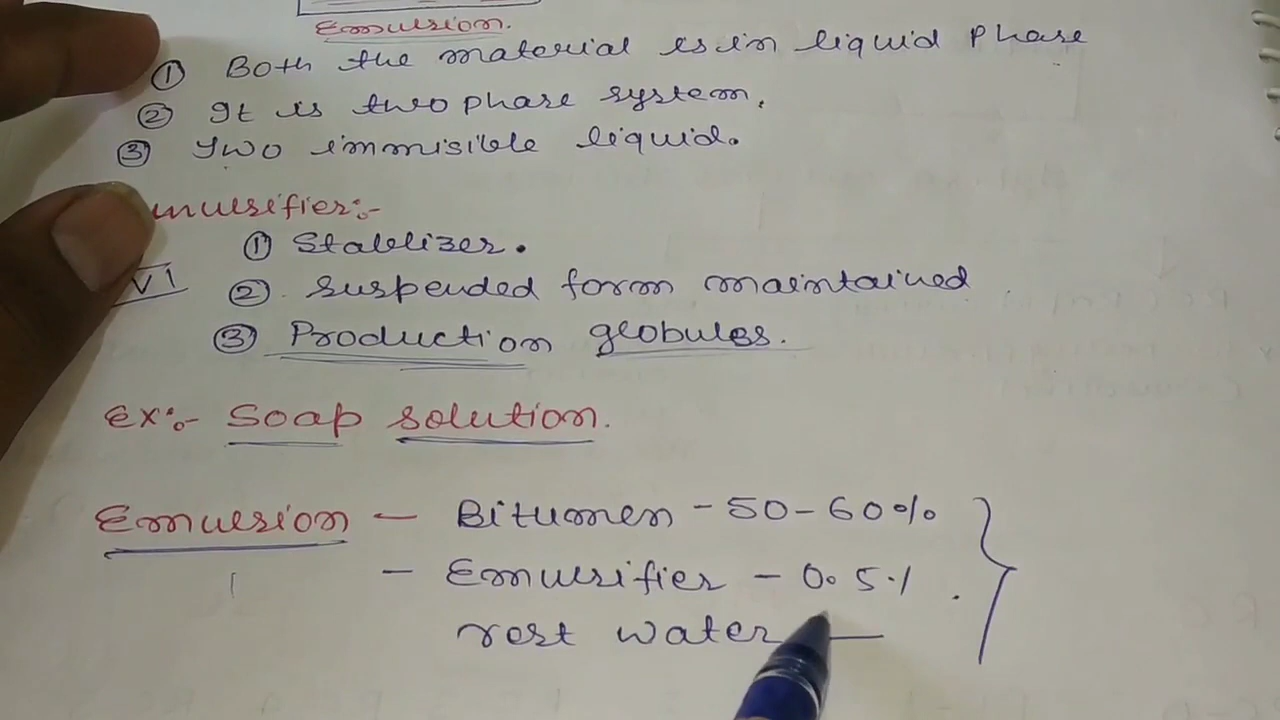 Emulsion.
① Both the material is in liquid phase
② It is two phase system.
③ Two immisible liquid.
mulsifier:-
① Stabilizer.
VI
② suspended form maintained
③ Production globules.
Ex:- Soap solution.
Emulsion - Bitumen - 50-60%
- Emulsifier - 0.5%.
rest water -